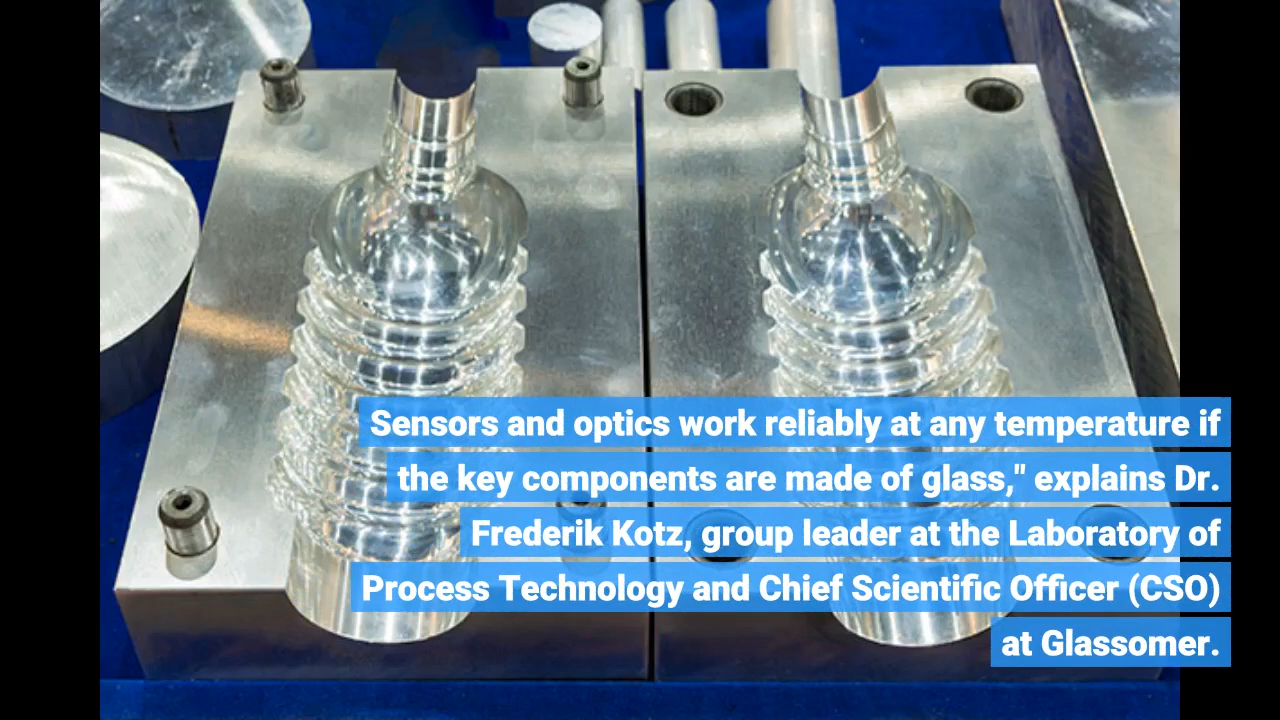 Sensors and optics work reliably at any temperature if
the key components are made of glass," explains Dr.
Frederik Kotz, group leader at the Laboratory of
Process Technology and Chief Scientific Officer (CSO)
at Glassomer.